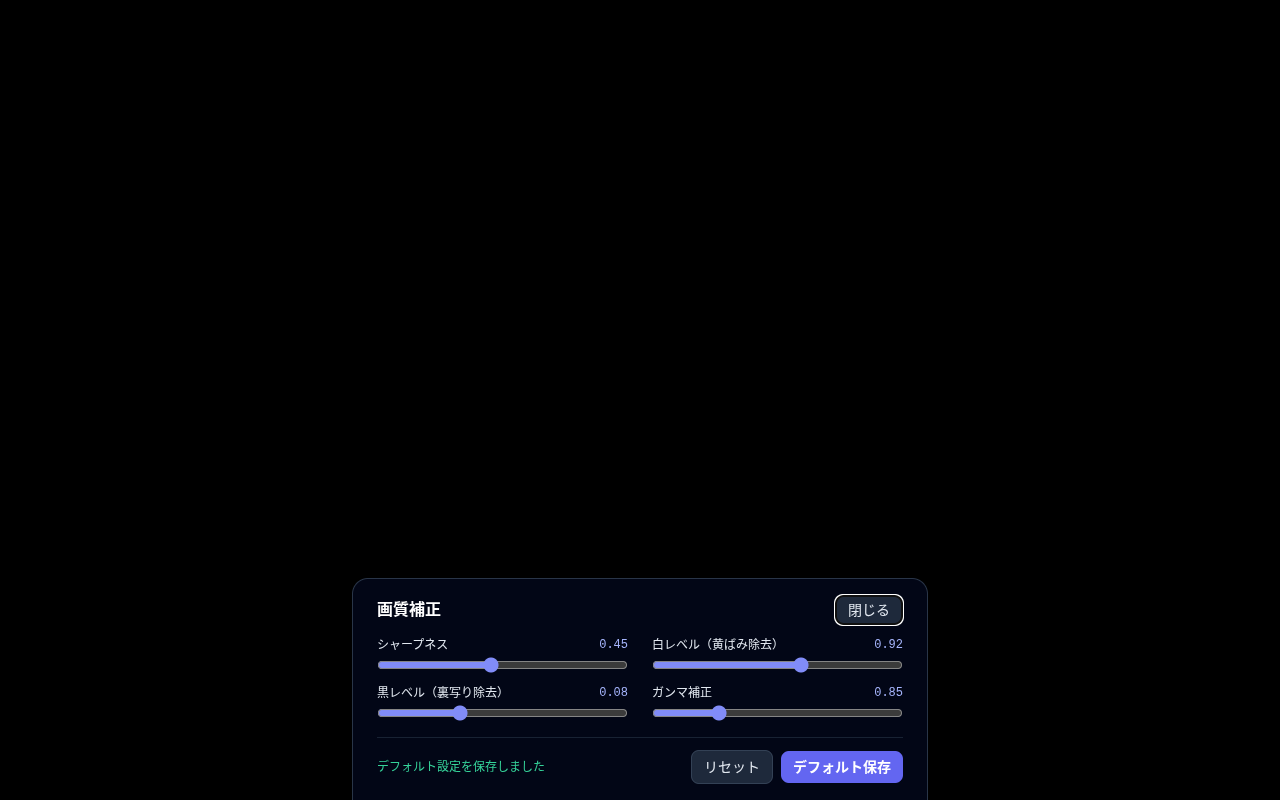 画質補正
閉じる
シャープネス 0.45
白レベル（黄ばみ除去） 0.92
黒レベル（裏写り除去） 0.08
ガンマ補正 0.85
デフォルト設定を保存しました
リセット
デフォルト保存